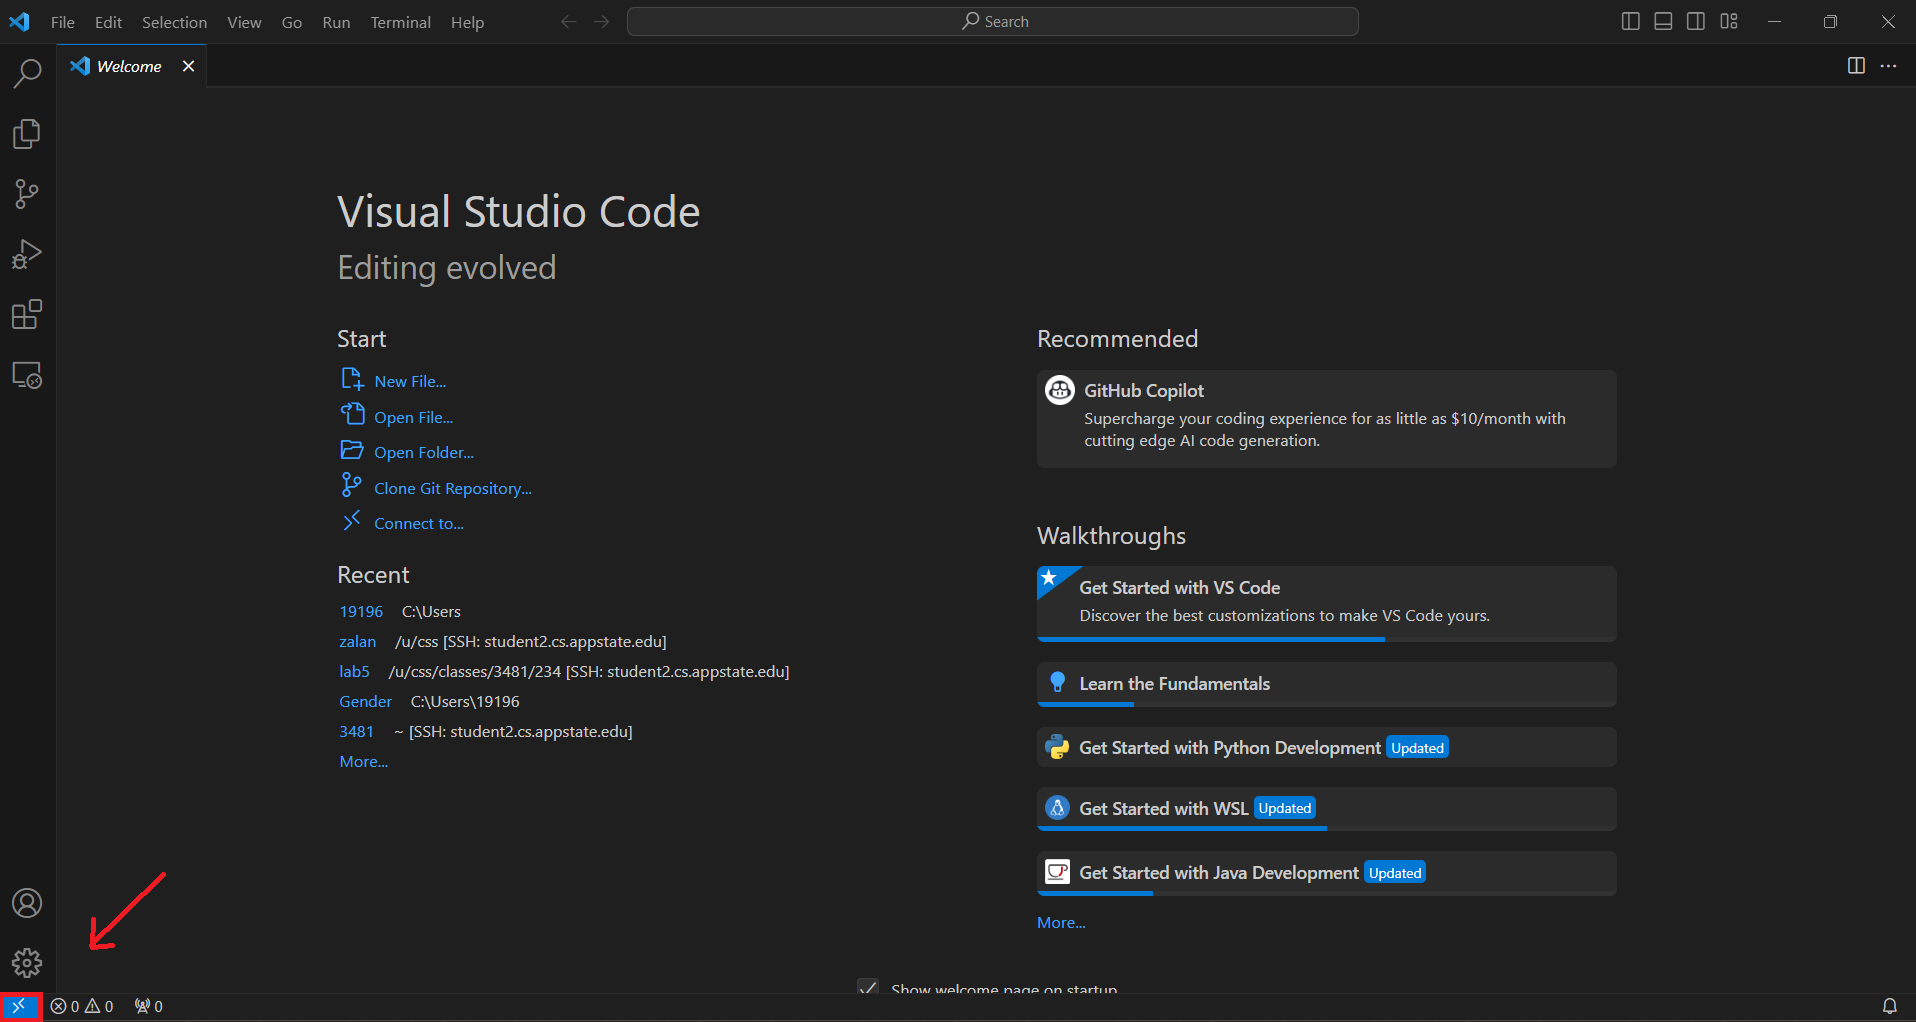 File Edit Selection View Go Run Terminal Help Search
Welcome
Visual Studio Code
Editing evolved
Start
New File...
Open File...
Open Folder...
Clone Git Repository...
Connect to...
Recent
19196 C:\Users
zalan /u/css [SSH: student2.cs.appstate.edu]
lab5 /u/css/classes/3481/234 [SSH: student2.cs.appstate.edu]
Gender C:\Users\19196
3481 ~ [SSH: student2.cs.appstate.edu]
More...
Recommended
GitHub Copilot
Supercharge your coding experience for as little as $10/month with
cutting edge AI code generation.
Walkthroughs
Get Started with VS Code
Discover the best customizations to make VS Code yours.
Learn the Fundamentals
Get Started with Python Development Updated
Get Started with WSL Updated
Get Started with Java Development Updated
More...
Show welcome page on startup
0 0 0